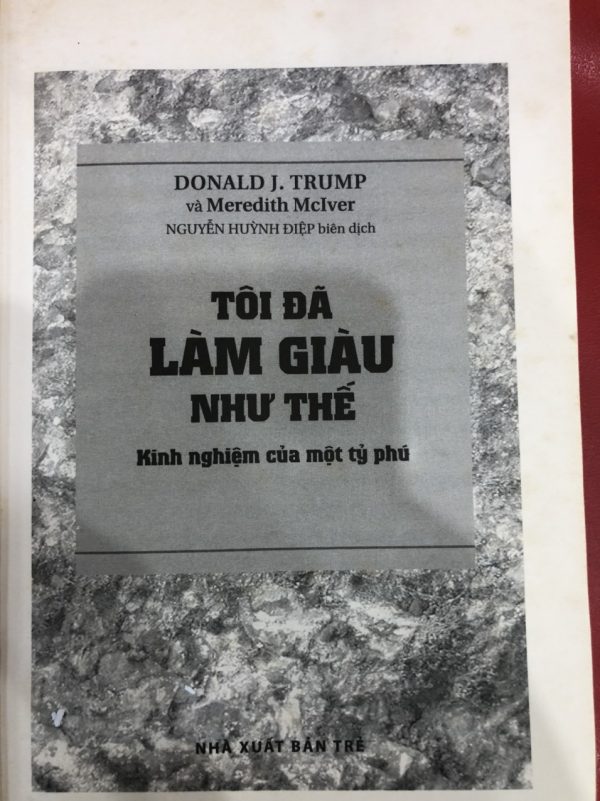 DONALD J. TRUMP
và Meredith McIver
NGUYỄN HUỲNH ĐIỆP biên dịch
TÔI ĐÃ
LÀM GIÀU
NHƯ THẾ
Kinh nghiệm của một tỷ phú
NHÀ XUẤT BẢN TRẺ